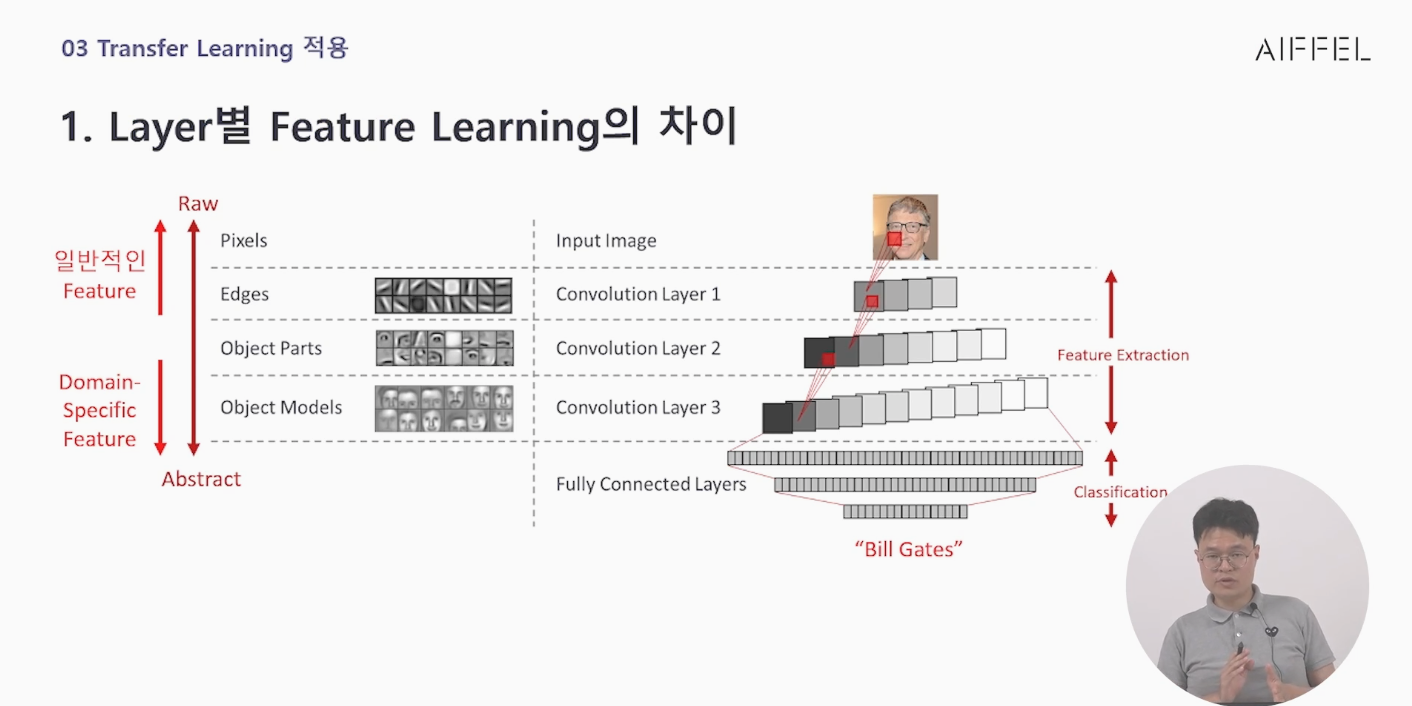 03 Transfer Learning 적용
AIFFEL
1. Layer별 Feature Learning의 차이
Raw
일반적인
Feature
Domain-
Specific
Feature
Abstract
Pixels
Edges
Object Parts
Object Models
Input Image
Convolution Layer 1
Convolution Layer 2
Convolution Layer 3
Fully Connected Layers
Feature Extraction
Classification
“Bill Gates”